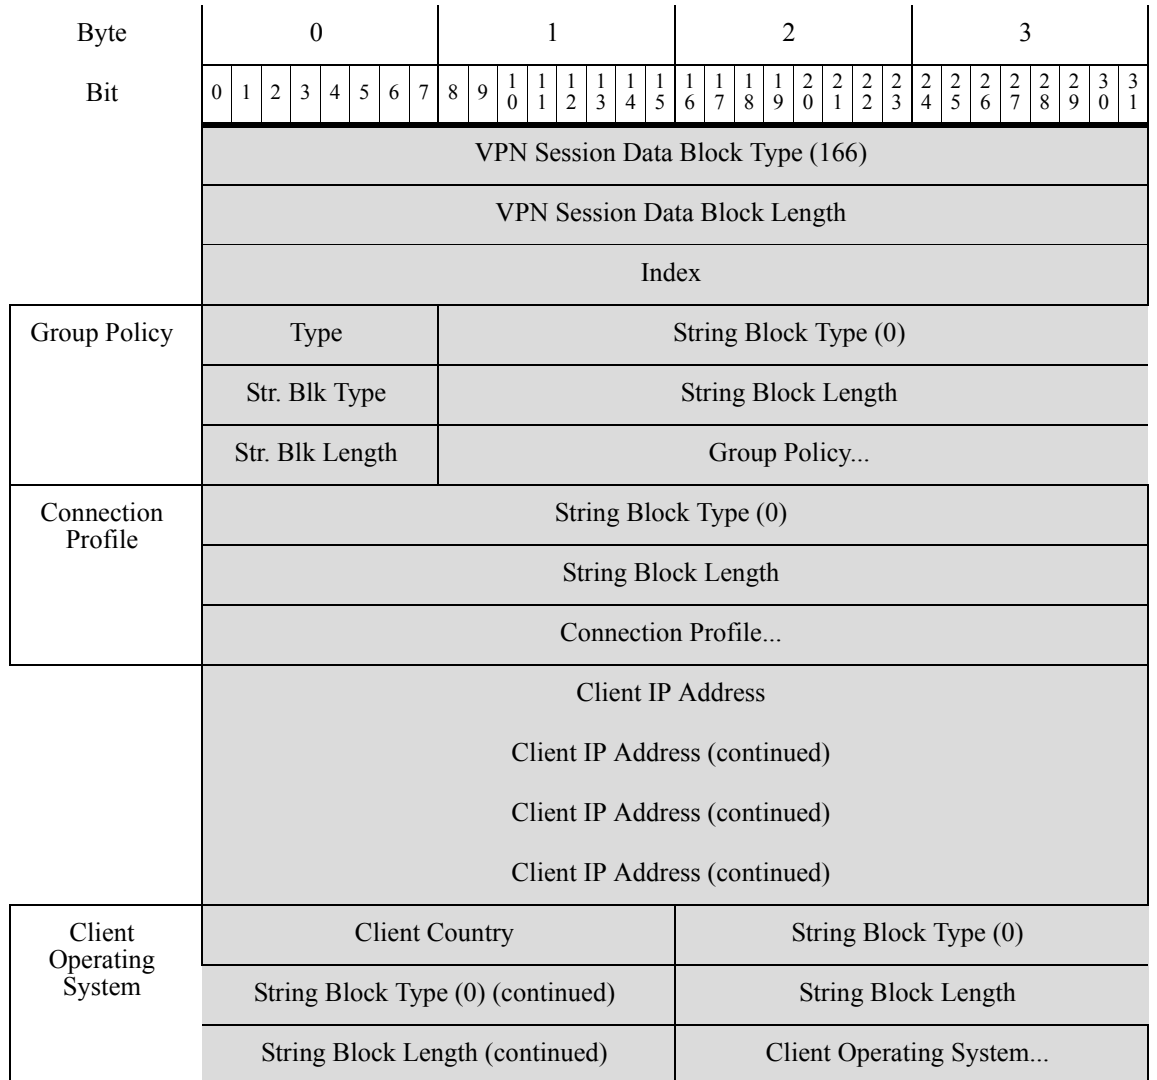 Byte 0 1 2 3
Bit 0 1 2 3 4 5 6 7 8 9 10 11 12 13 14 15 16 17 18 19 20 21 22 23 24 25 26 27 28 29 30 31
VPN Session Data Block Type (166)
VPN Session Data Block Length
Index
Group Policy Type String Block Type (0)
Str. Blk Type String Block Length
Str. Blk Length Group Policy...
Connection
Profile
String Block Type (0)
String Block Length
Connection Profile...
Client IP Address
Client IP Address (continued)
Client IP Address (continued)
Client IP Address (continued)
Client
Operating
System
Client Country String Block Type (0)
String Block Type (0) (continued) String Block Length
String Block Length (continued) Client Operating System...